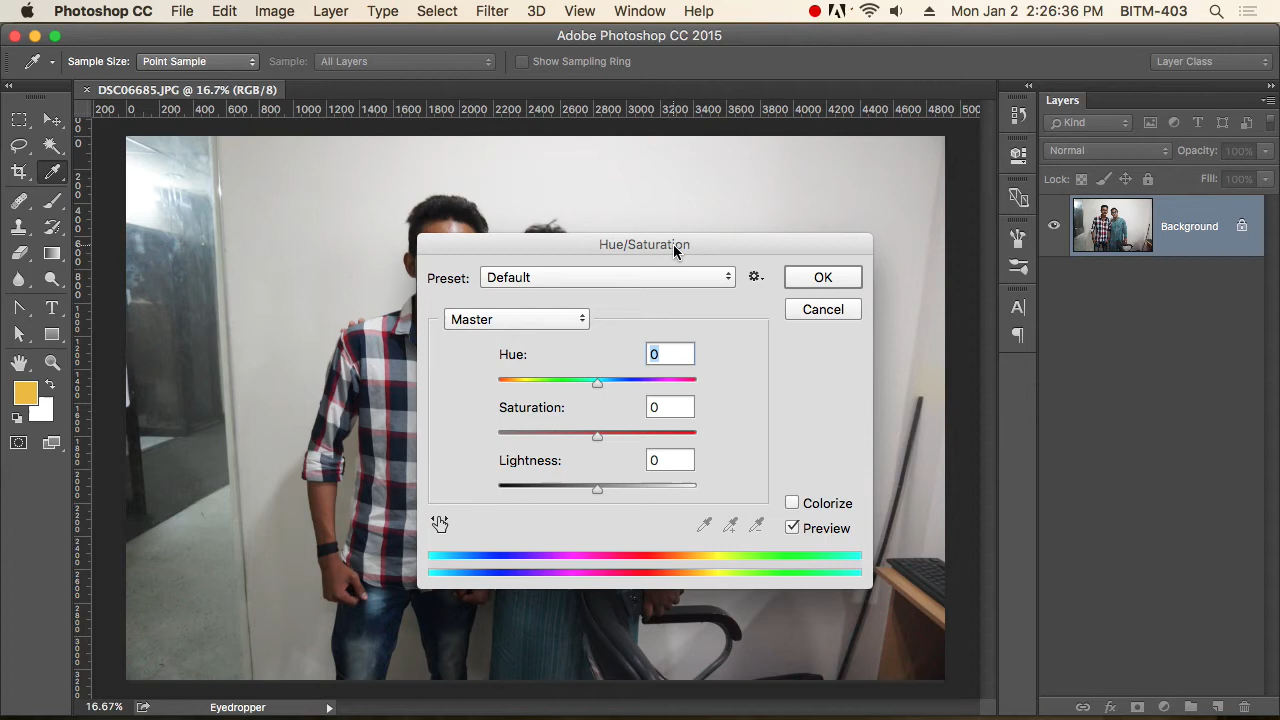 Photoshop CC File Edit Image Layer Type Select Filter 3D View Window Help Mon Jan 2 2:26:36 PM BITM-403
Adobe Photoshop CC 2015
Sample Size: Point Sample Sample: All Layers Show Sampling Ring Layer Class
× DSC06685.JPG @ 16.7% (RGB/8)
Layers
200 0 200 400 600 800 1000 1200 1400 1600 1800 2000 2200 2400 2600 2800 3000 3200 3400 3600 3800 4000 4200 4400 4600 4800 500
Kind
Normal Opacity: 100%
Lock: Fill: 100%
Background
Hue/Saturation
Preset: Default OK
Cancel
Master
Hue: 0
Saturation: 0
Lightness: 0
Colorize
Preview
16.67% Eyedropper